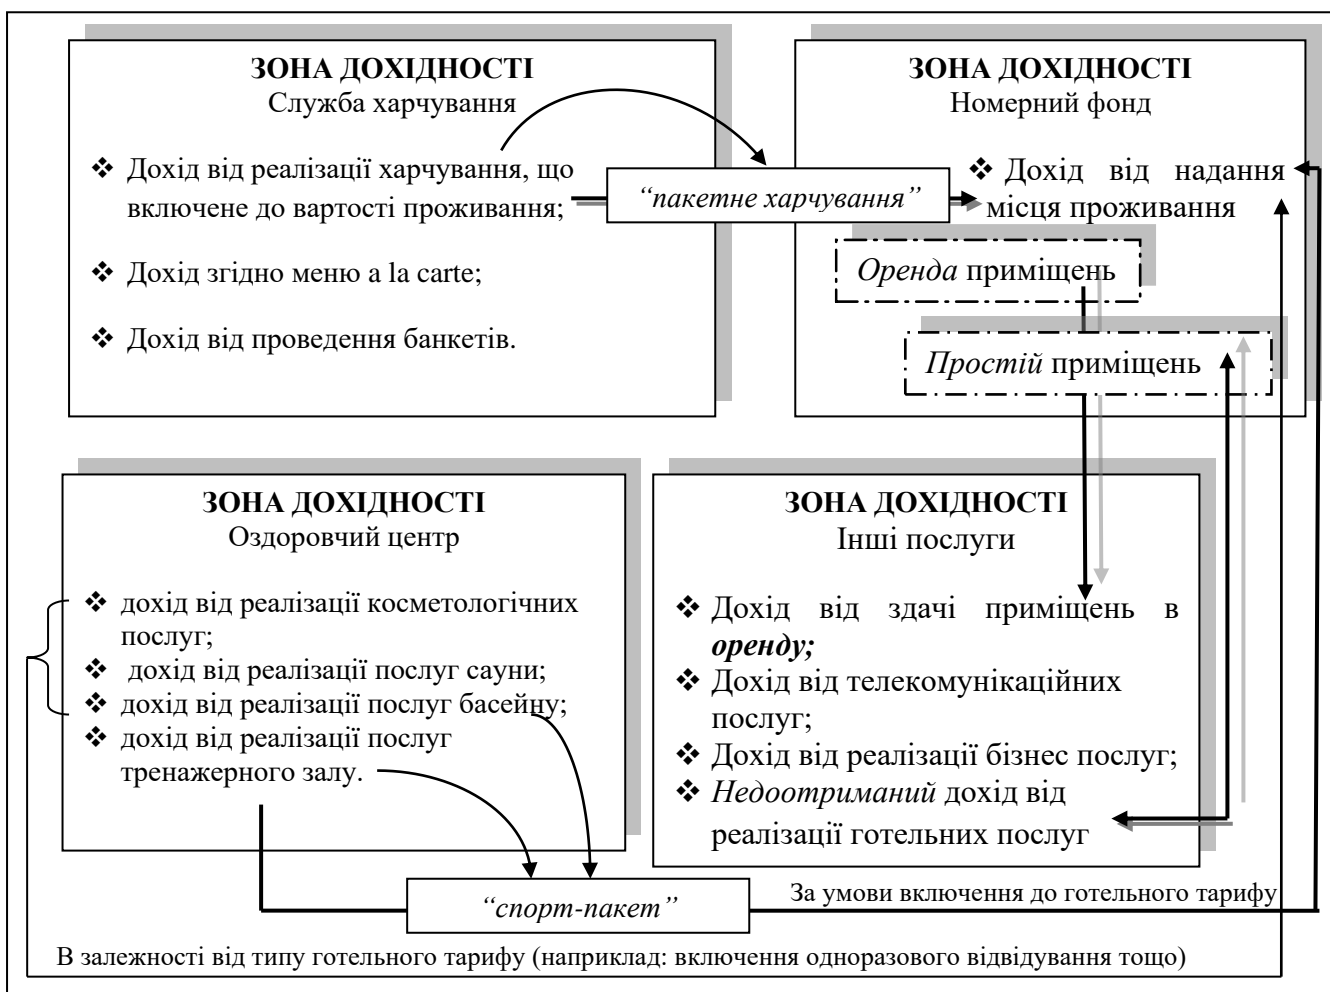 ЗОНА ДОХІДНОСТІ
Служба харчування
❖ Дохід від реалізації харчування, що
включене до вартості проживання;
❖ Дохід згідно меню a la carte;
❖ Дохід від проведення банкетів.
“пакетне харчування”
ЗОНА ДОХІДНОСТІ
Номерний фонд
❖ Дохід від надання
місця проживання
Оренда приміщень
Простій приміщень
ЗОНА ДОХІДНОСТІ
Оздоровчий центр
❖ дохід від реалізації косметологічних
послуг;
❖ дохід від реалізації послуг сауни;
❖ дохід від реалізації послуг басейну;
❖ дохід від реалізації послуг
тренажерного залу.
ЗОНА ДОХІДНОСТІ
Інші послуги
❖ Дохід від здачі приміщень в
оренду;
❖ Дохід від телекомунікаційних
послуг;
❖ Дохід від реалізації бізнес послуг;
❖ Недоотриманий дохід від
реалізації готельних послуг
“спорт-пакет”
За умови включення до готельного тарифу
В залежності від типу готельного тарифу (наприклад: включення одноразового відвідування тощо)